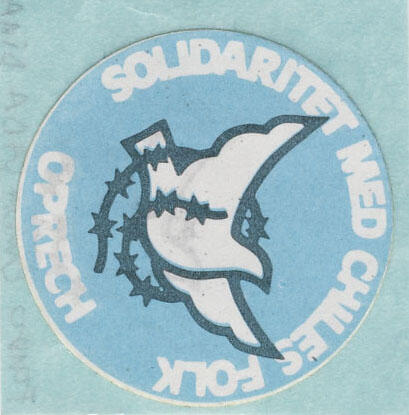 SOLIDARITET MED CHILES FOLK
OPRECH